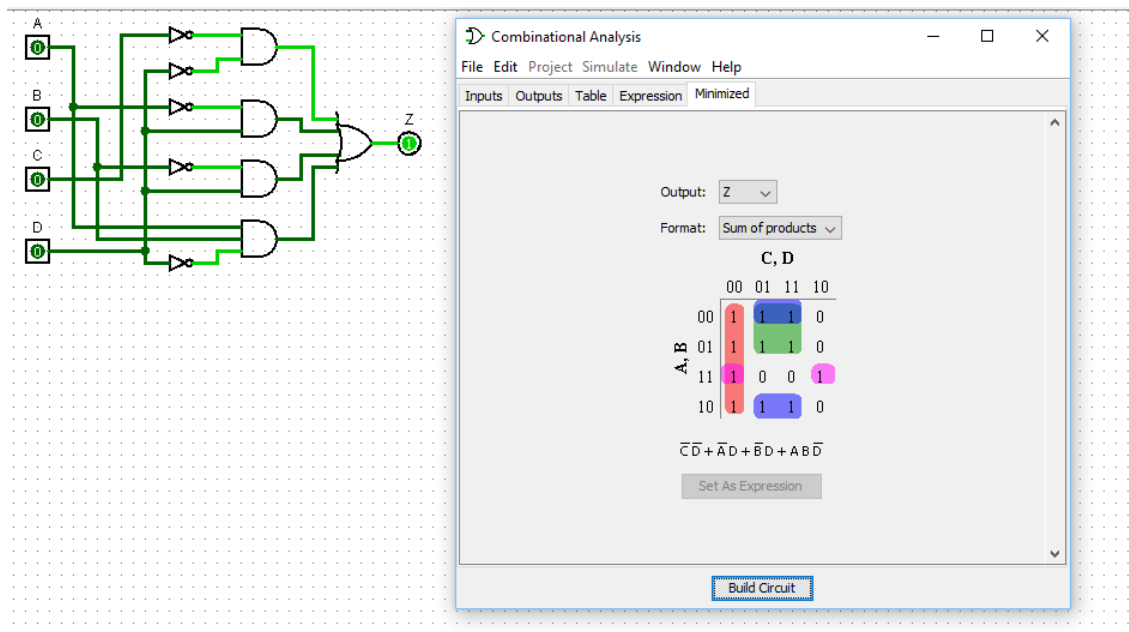 A
0
B
0
C
0
D
0
Z
1
Combinational Analysis
File Edit Project Simulate Window Help
Inputs Outputs Table Expression Minimized
Output: Z
Format: Sum of products
C, D
00 01 11 10
A, B
00 1 1 1 0
01 1 1 1 0
11 1 0 0 1
10 1 1 1 0
C̅ D̅ + A̅ D + B̅ D + A B D̅
Set As Expression
Build Circuit